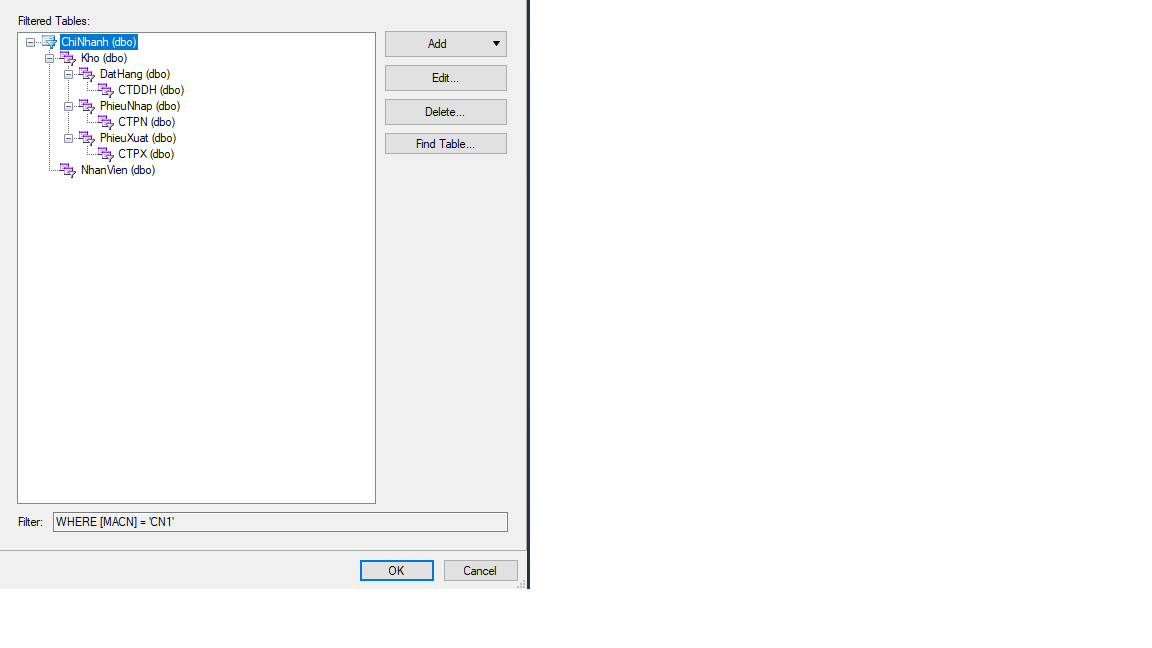 Filtered Tables:
ChiNhanh (dbo)
Kho (dbo)
DatHang (dbo)
CTDDH (dbo)
PhieuNhap (dbo)
CTPN (dbo)
PhieuXuat (dbo)
CTPX (dbo)
NhanVien (dbo)
Add
Edit...
Delete...
Find Table...
Filter: WHERE [MACN] = 'CN1'
OK Cancel